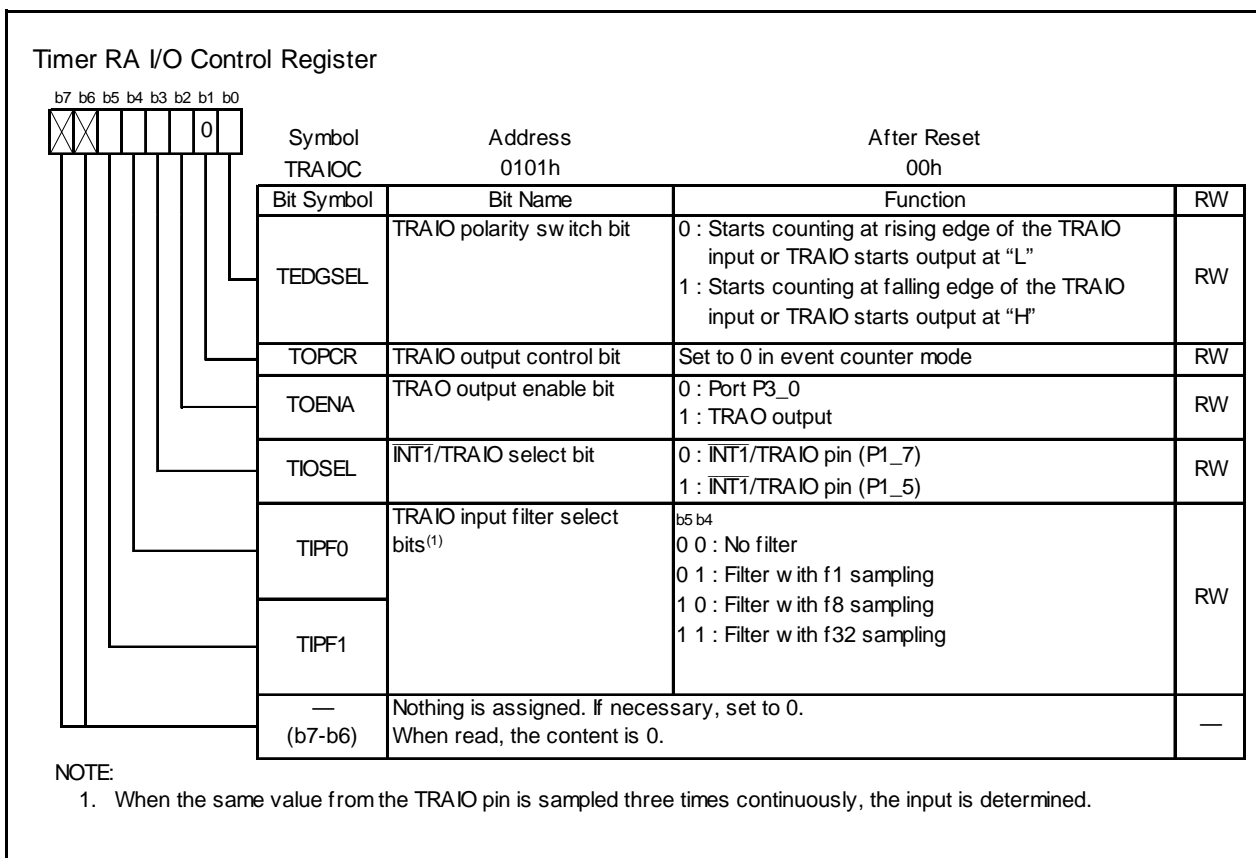 Timer RA I/O Control Register
b7 b6 b5 b4 b3 b2 b1 b0
0
Symbol Address After Reset
TRAIOC 0101h 00h
Bit Symbol Bit Name Function RW
TEDGSEL TRAIO polarity switch bit 0 : Starts counting at rising edge of the TRAIO
input or TRAIO starts output at “L”
1 : Starts counting at falling edge of the TRAIO
input or TRAIO starts output at “H”
RW
TOPCR TRAIO output control bit Set to 0 in event counter mode RW
TOENA TRAO output enable bit 0 : Port P3_0
1 : TRAO output
RW
TIOSEL INT1/TRAIO select bit 0 : INT1/TRAIO pin (P1_7)
1 : INT1/TRAIO pin (P1_5)
RW
TIPF0 TRAIO input filter select
bits(1)
b5 b4
0 0 : No filter
0 1 : Filter with f1 sampling
1 0 : Filter with f8 sampling
1 1 : Filter with f32 sampling
RW
TIPF1
—
(b7-b6)
Nothing is assigned. If necessary, set to 0.
When read, the content is 0.
—
NOTE:
1. When the same value from the TRAIO pin is sampled three times continuously, the input is determined.